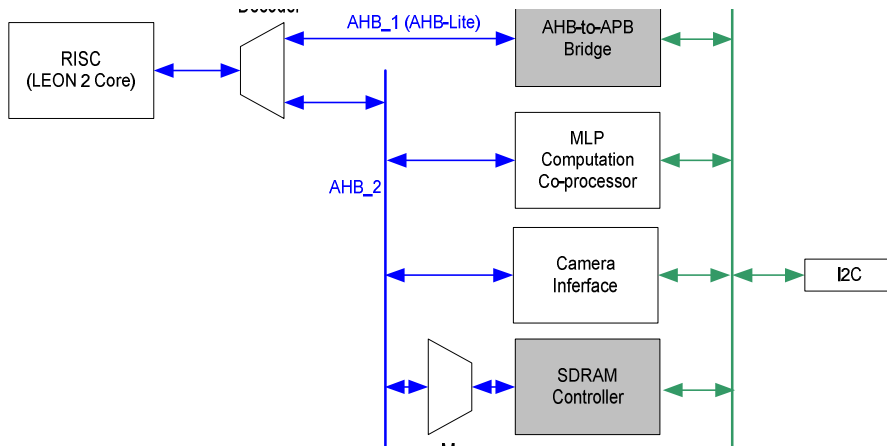 Decoder
AHB_1 (AHB-Lite)
AHB-to-APB
Bridge
RISC
(LEON 2 Core)
MLP
Computation
Co-processor
AHB_2
Camera
Inferface
I2C
SDRAM
Controller